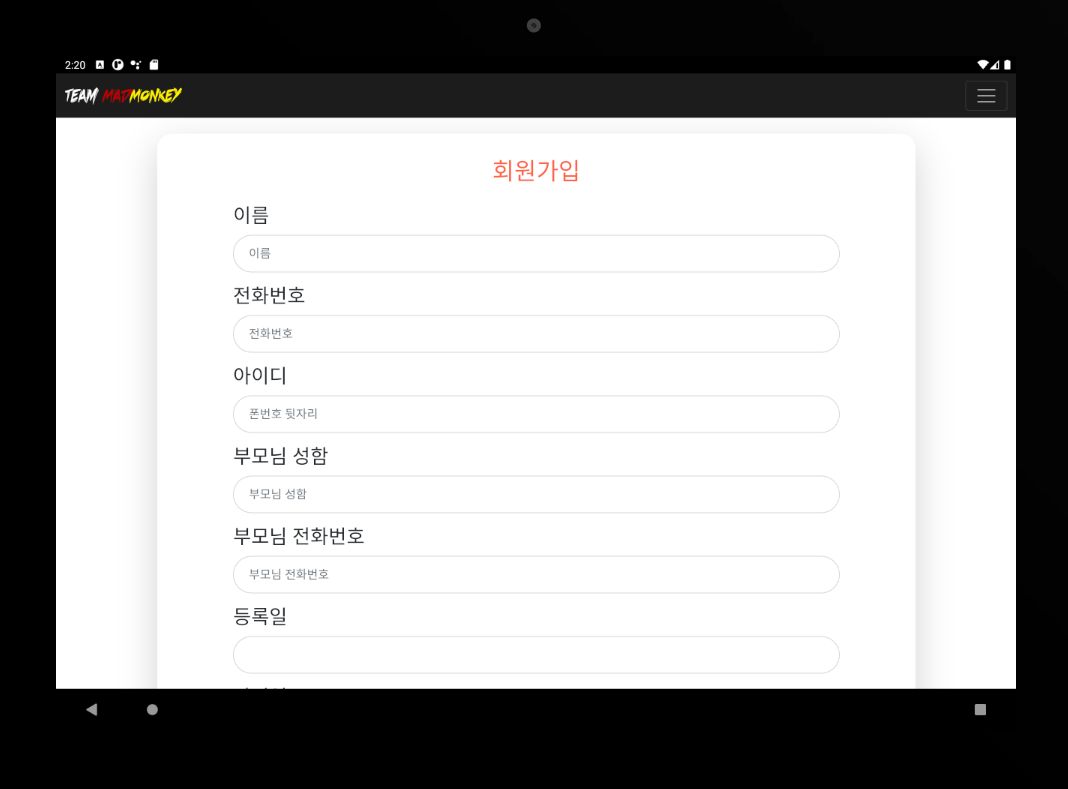 2:20
TEAM MADMONKEY
회원가입
이름
이름
전화번호
전화번호
아이디
폰번호 뒷자리
부모님 성함
부모님 성함
부모님 전화번호
부모님 전화번호
등록일